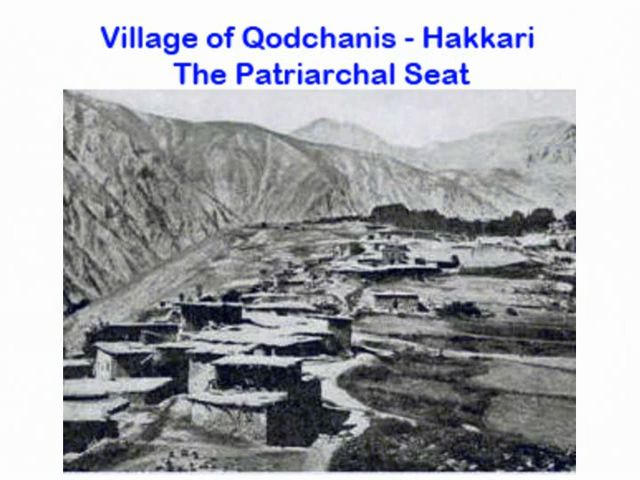 Village of Qodchanis - Hakkari
The Patriarchal Seat